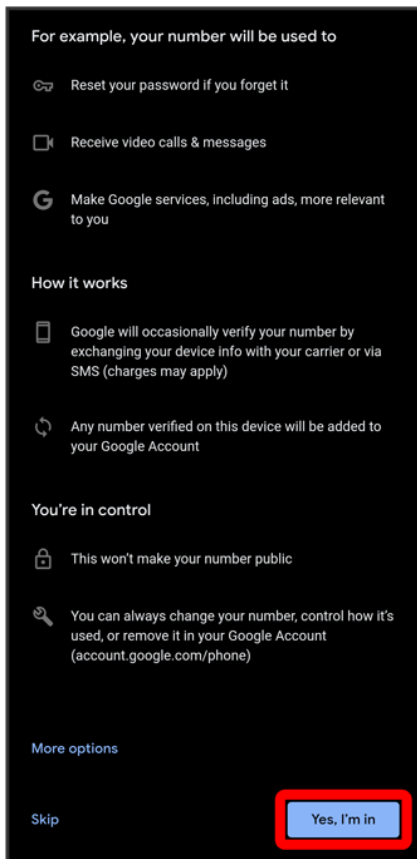 For example, your number will be used to
Reset your password if you forget it
Receive video calls & messages
Make Google services, including ads, more relevant
to you
How it works
Google will occasionally verify your number by
exchanging your device info with your carrier or via
SMS (charges may apply)
Any number verified on this device will be added to
your Google Account
You're in control
This won't make your number public
You can always change your number, control how it's
used, or remove it in your Google Account
(account.google.com/phone)
More options
Skip
Yes, I'm in